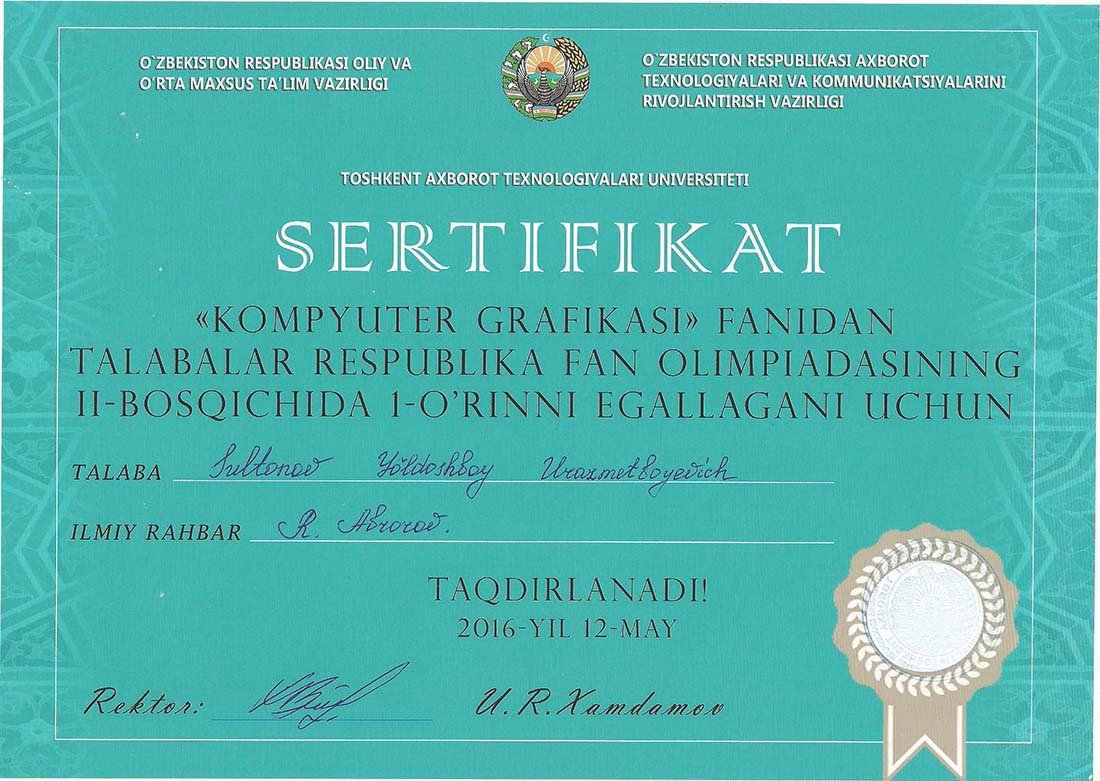 O`ZBEKISTON RESPUBLIKASI OLIY VA
O'RTA MAXSUS TA'LIM VAZIRLIGI
O`ZBEKISTON RESPUBLIKASI AXBOROT
TEXNOLOGIYALARI VA KOMMUNIKATSIYALARINI
RIVOJLANTIRISH VAZIRLIGI
TOSHKENT AXBOROT TEXNOLOGIYALARI UNIVERSITETI
SERTIFIKAT
«KOMPYUTER GRAFIKASI» FANIDAN
TALABALAR RESPUBLIKA FAN OLIMPIADASINING
II-BOSQICHIDA 1-O'RINNI EGALLAGANI UCHUN
TALABA Sultonov Yöldoshboy Urazmetboyevich
ILMIY RAHBAR R. Abrorov.
TAQDIRLANADI!
2016-YIL 12-MAY
Rektor: U. R. Xamdamov